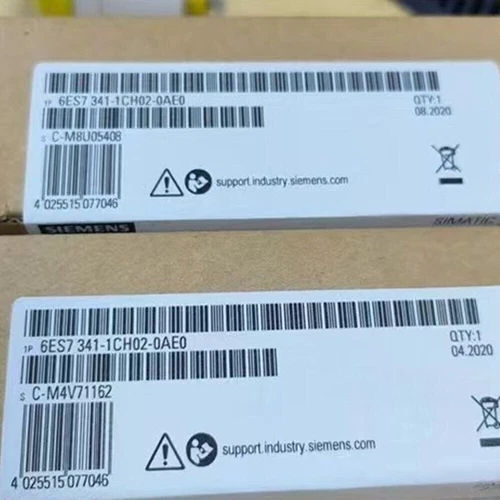 1P 6ES7 341-1CH02-0AE0
QTY:1
08.2020
S C-M8U05408
support.industry.siemens.com
4 025515 077046
SIEMENS
SIMATIC
1P 6ES7 341-1CH02-0AE0
QTY:1
04.2020
S C-M4V71162
support.industry.siemens.com
4 025515 077046